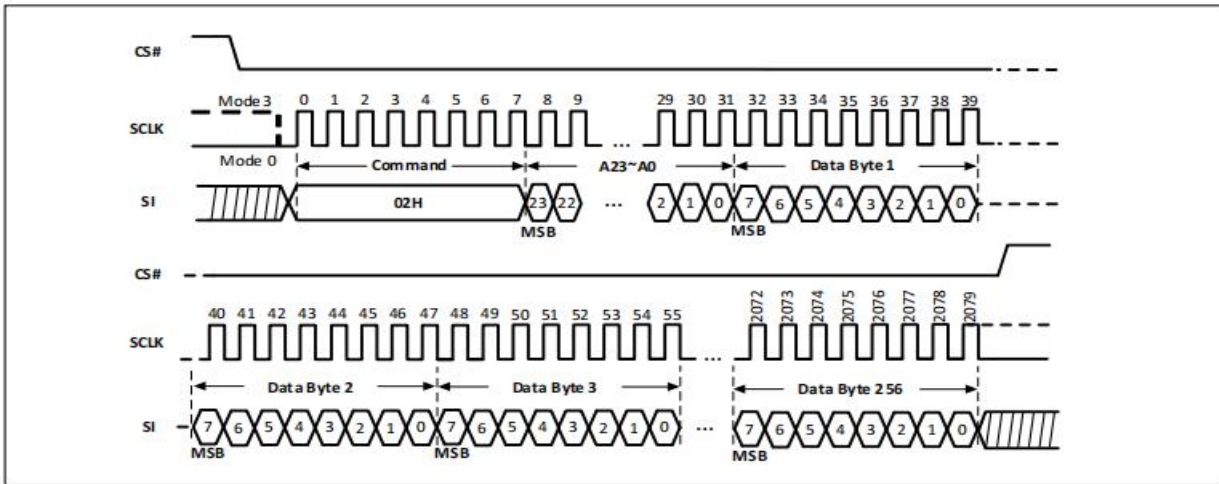 CS#
Mode 3 0 1 2 3 4 5 6 7 8 9 29 30 31 32 33 34 35 36 37 38 39
SCLK ...
Mode 0 Command A23~A0 Data Byte 1
SI 02H 23 22 ... 2 1 0 7 6 5 4 3 2 1 0
MSB MSB
CS#
40 41 42 43 44 45 46 47 48 49 50 51 52 53 54 55 2072 2073 2074 2075 2076 2077 2078 2079
SCLK ...
Data Byte 2 Data Byte 3 Data Byte 256
SI 7 6 5 4 3 2 1 0 7 6 5 4 3 2 1 0 ... 7 6 5 4 3 2 1 0
MSB MSB MSB